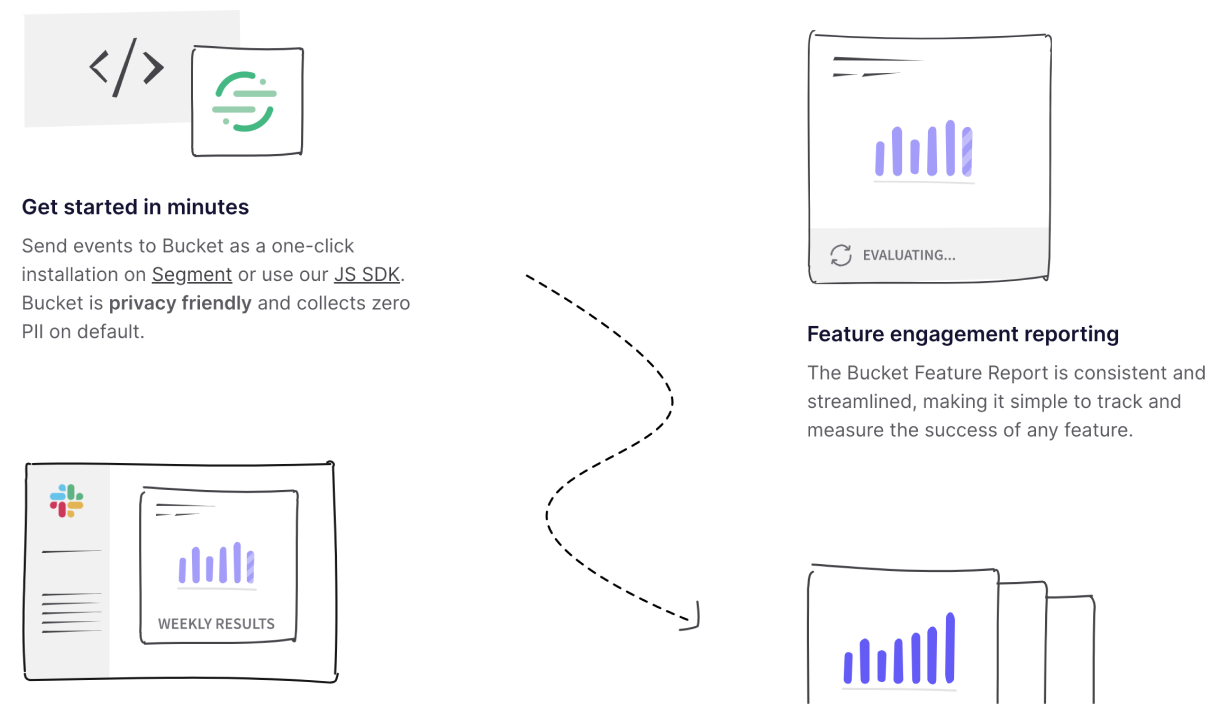 </>
Get started in minutes
Send events to Bucket as a one-click
installation on Segment or use our JS SDK.
Bucket is privacy friendly and collects zero
PII on default.
EVALUATING...
Feature engagement reporting
The Bucket Feature Report is consistent and
streamlined, making it simple to track and
measure the success of any feature.
WEEKLY RESULTS